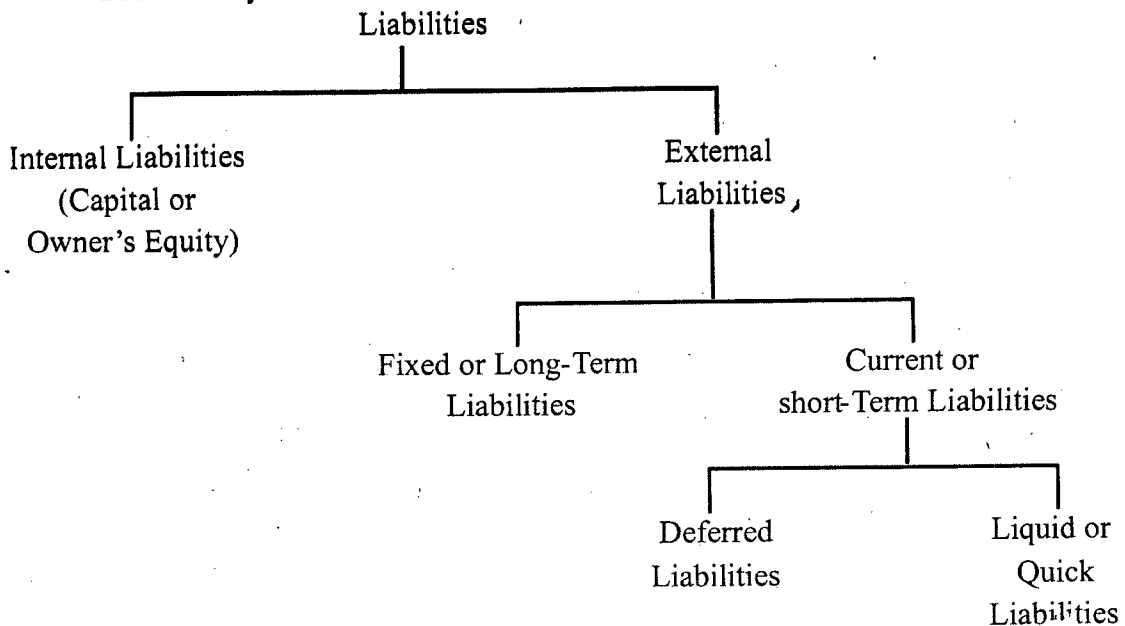 Liabilities
Internal Liabilities
(Capital or
Owner's Equity)
External
Liabilities
Fixed or Long-Term
Liabilities
Current or
short-Term Liabilities
Deferred
Liabilities
Liquid or
Quick
Liabilities